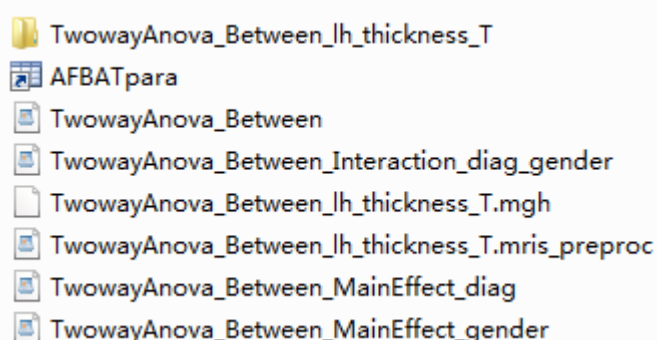 TwowayAnova_Between_lh_thickness_T
AFBATpara
TwowayAnova_Between
TwowayAnova_Between_Interaction_diag_gender
TwowayAnova_Between_lh_thickness_T.mgh
TwowayAnova_Between_lh_thickness_T.mris_preproc
TwowayAnova_Between_MainEffect_diag
TwowayAnova_Between_MainEffect_gender